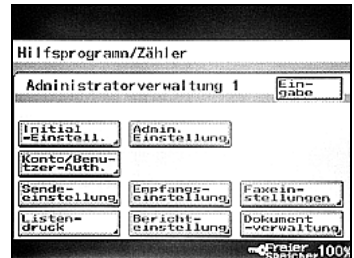 Hilfsprogramn/Zähler
Administratorverwaltung 1
Ein-
gabe
Initial
-Einstell.
Admin.
Einstellung
Konto/Benu-
tzer-Auth.
Sende-
einstellung
Empfangs-
einstellung
Faxein-
stellungen
Listen-
druck
Bericht-
einstellung
Dokument
-verwaltung
Freier
Speicher 100%